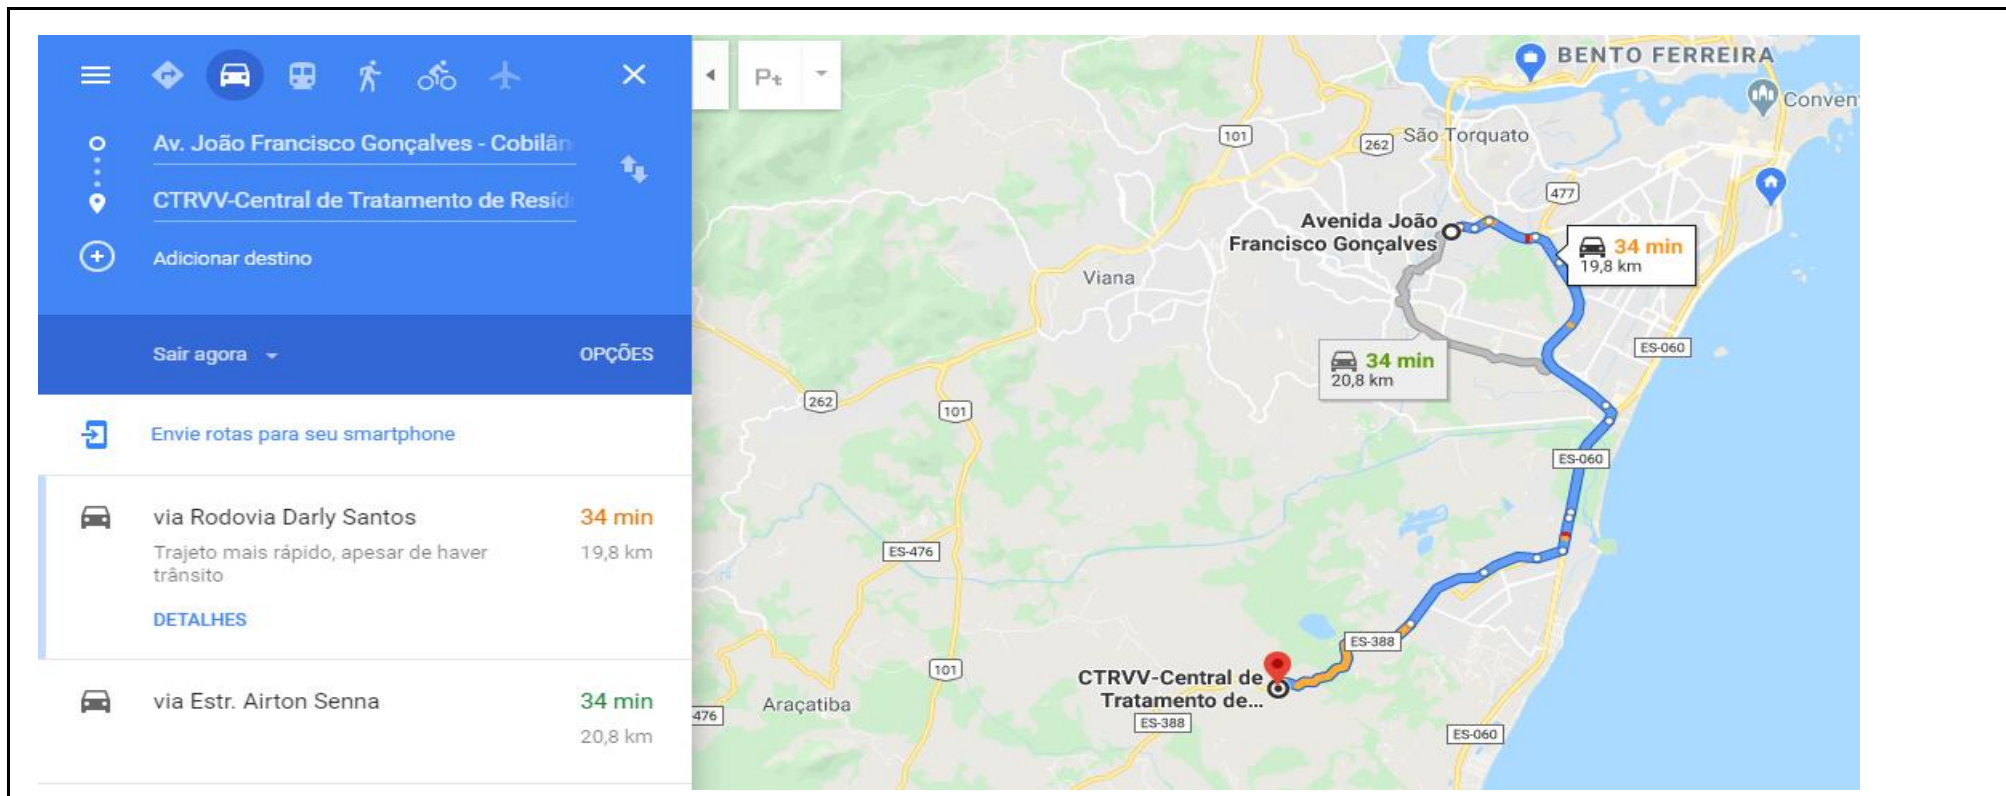 Av. João Francisco Gonçalves - Cobilân
CTRVV-Central de Tratamento de Resíd
Adicionar destino
Sair agora
OPÇÕES
Envie rotas para seu smartphone
via Rodovia Darly Santos
34 min
Trajeto mais rápido, apesar de haver
19,8 km
trânsito
DETALHES
via Estr. Airton Senna
34 min
20,8 km
BENTO FERREIRA
Conven
101
262
São Torquato
477
Avenida João
Francisco Gonçalves
34 min
19,8 km
Viana
ES-060
34 min
20,8 km
262
101
ES-060
ES-476
ES-388
101
CTRVV-Central de
Tratamento de...
Araçatiba
476
ES-388
ES-060